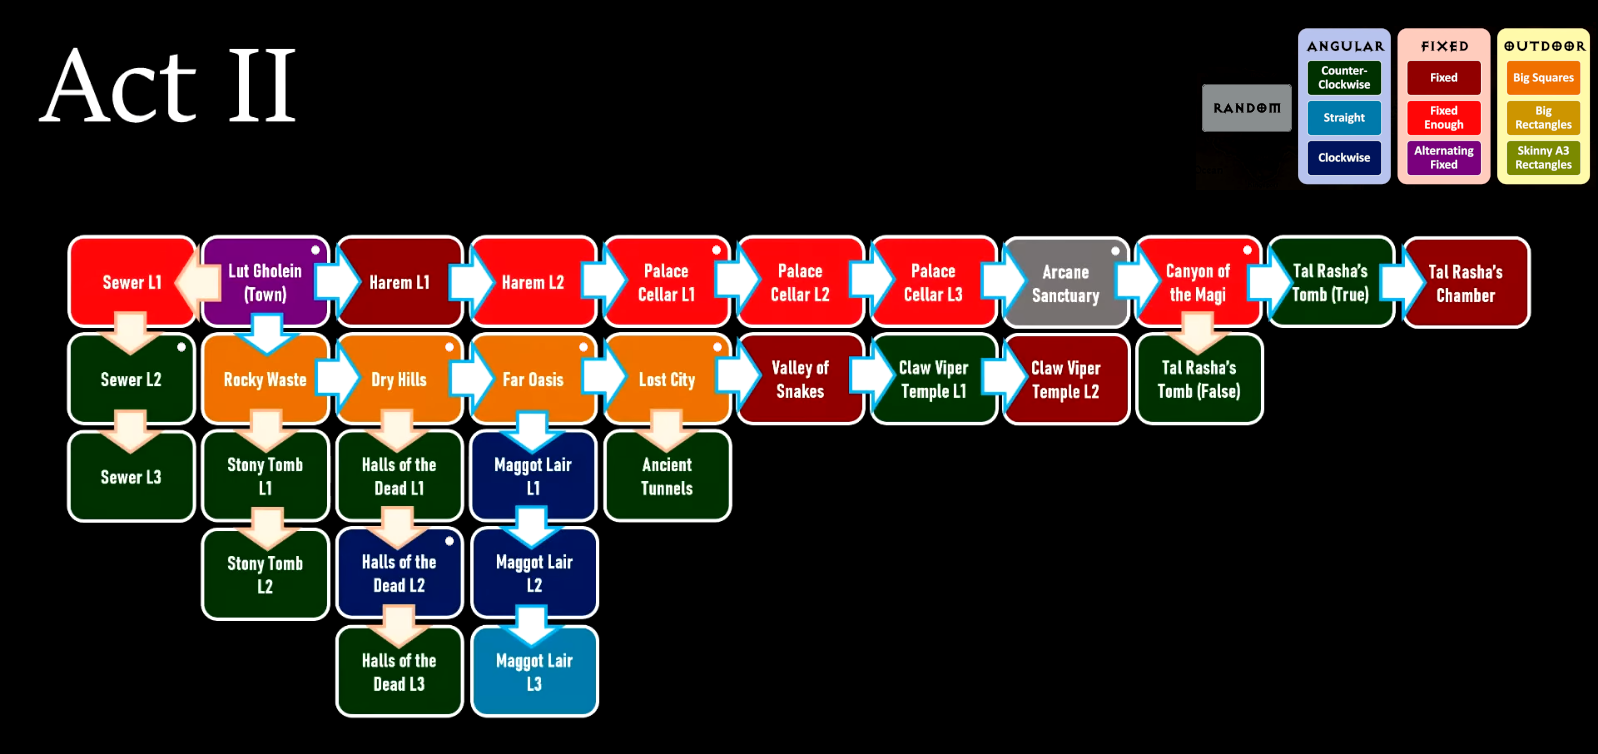 Act II
RANDOM
ANGULAR
Counter-
Clockwise
Straight
Clockwise
FIXED
Fixed
Fixed
Enough
Alternating
Fixed
OUTDOOR
Big Squares
Big
Rectangles
Skinny A3
Rectangles
Sewer L1
Lut Gholein
(Town)
Harem L1
Harem L2
Palace
Cellar L1
Palace
Cellar L2
Palace
Cellar L3
Arcane
Sanctuary
Canyon of
the Magi
Tal Rasha's
Tomb (True)
Tal Rasha's
Chamber
Sewer L2
Rocky Waste
Dry Hills
Far Oasis
Lost City
Valley of
Snakes
Claw Viper
Temple L1
Claw Viper
Temple L2
Tal Rasha's
Tomb (False)
Sewer L3
Stony Tomb
L1
Halls of the
Dead L1
Maggot Lair
L1
Ancient
Tunnels
Stony Tomb
L2
Halls of the
Dead L2
Maggot Lair
L2
Halls of the
Dead L3
Maggot Lair
L3